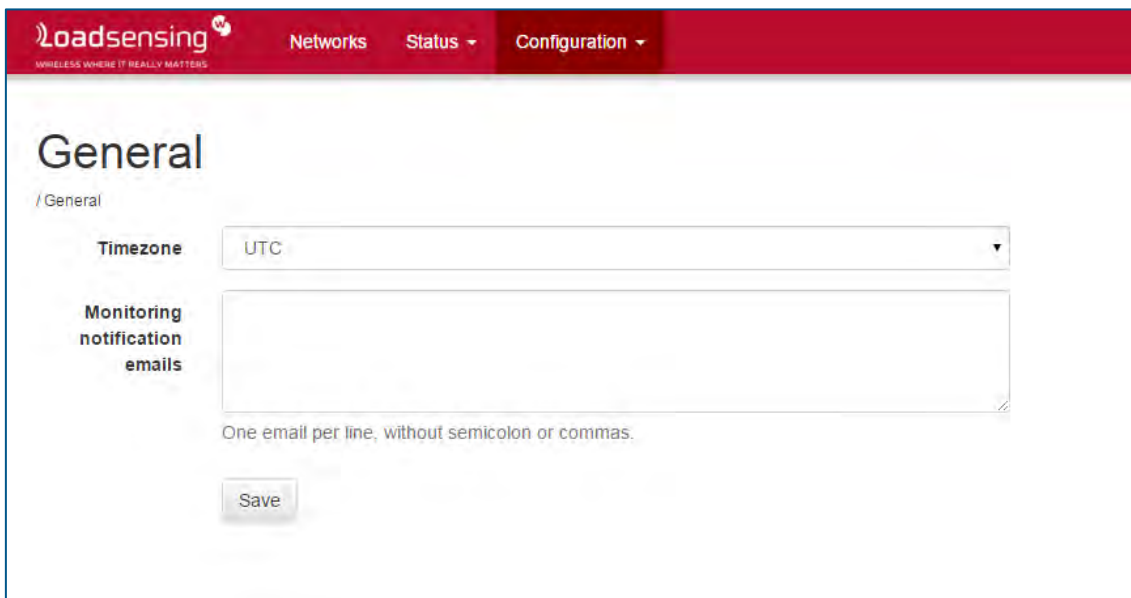 Loadsensing W
WIRELESS WHERE IT REALLY MATTERS
Networks Status Configuration
General
/ General
Timezone UTC
Monitoring
notification
emails
One email per line, without semicolon or commas.
Save